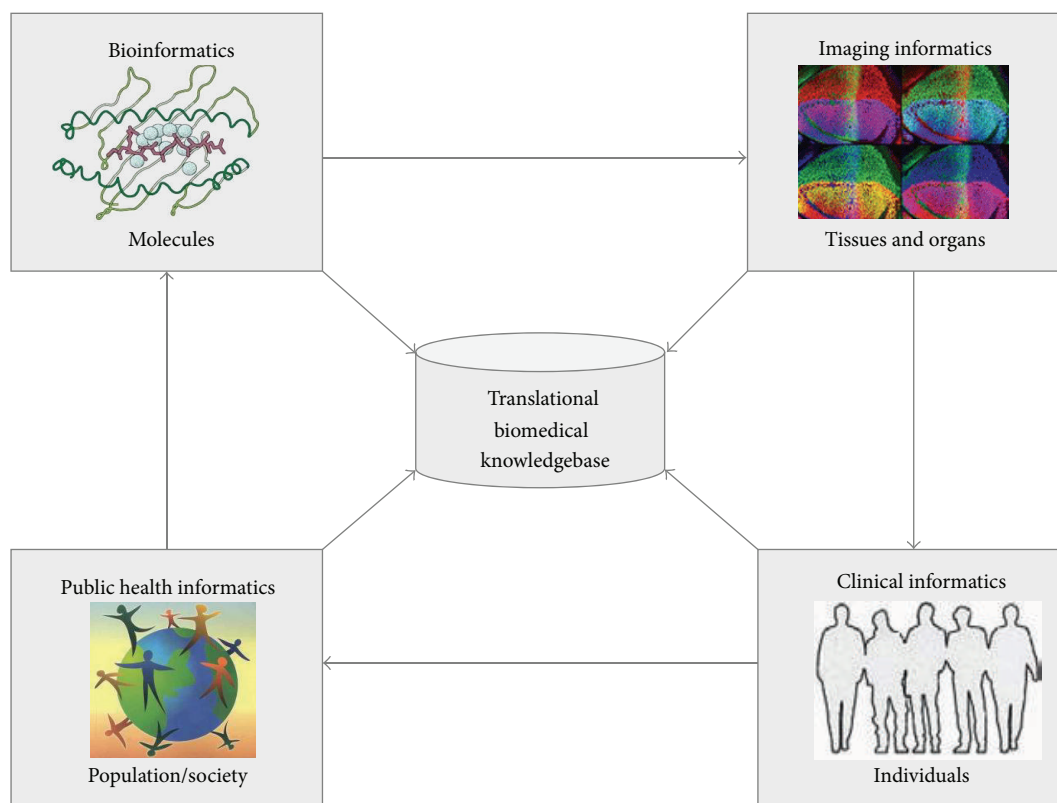 Bioinformatics
Molecules
Imaging informatics
Tissues and organs
Translational
biomedical
knowledgebase
Public health informatics
Population/society
Clinical informatics
Individuals